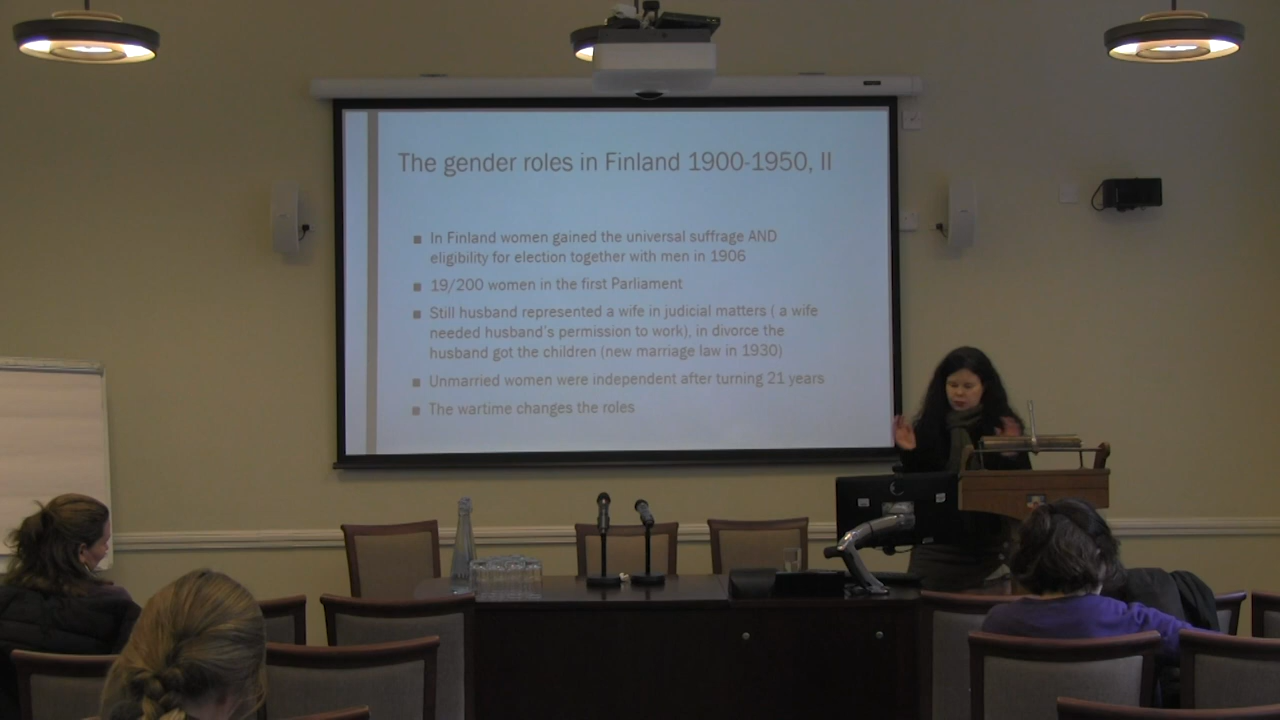 The gender roles in Finland 1900-1950, II
In Finland women gained the universal suffrage AND
eligibility for election together with men in 1906
19/200 women in the first Parliament
Still husband represented a wife in judicial matters ( a wife
needed husband's permission to work), in divorce the
husband got the children (new marriage law in 1930)
Unmarried women were independent after turning 21 years
The wartime changes the roles